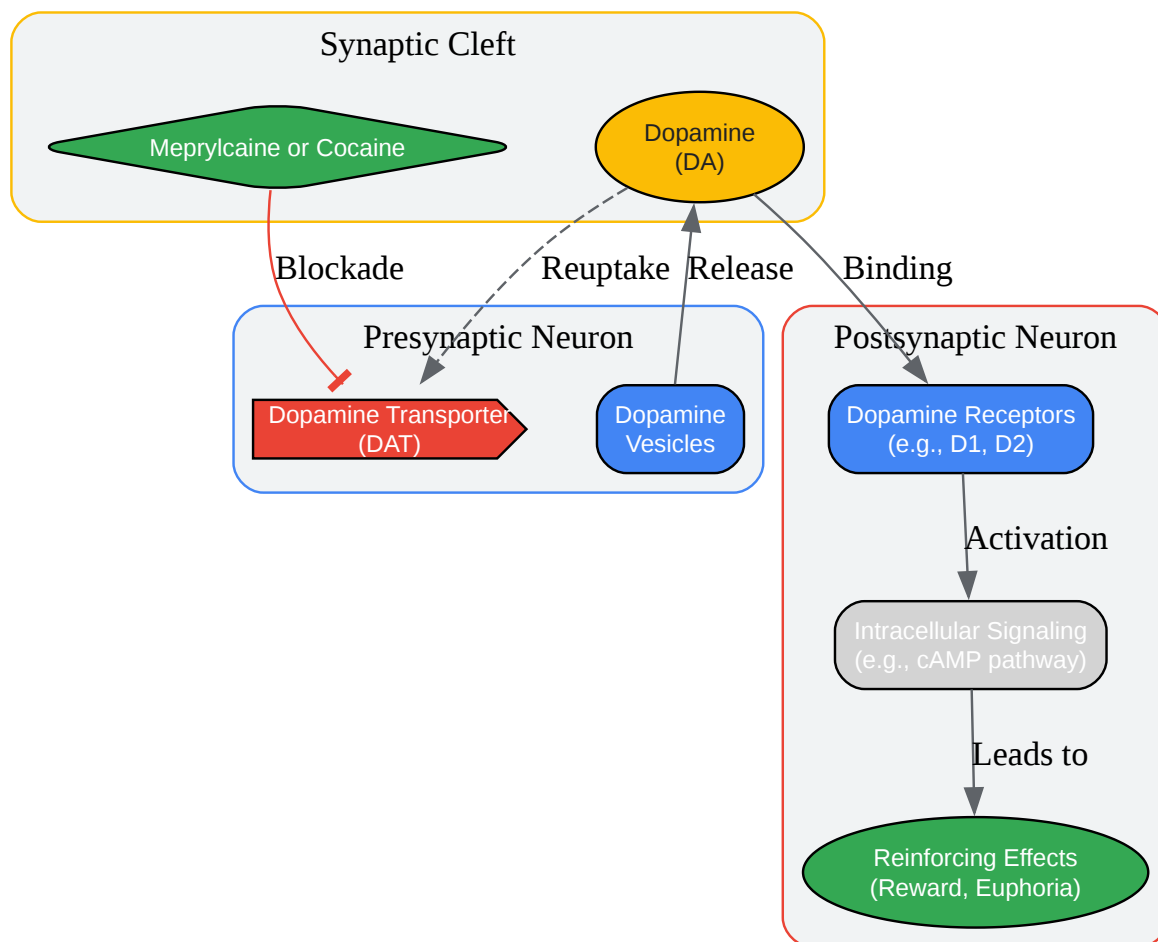 Synaptic Cleft
Meprylcaine or Cocaine
Dopamine
(DA)
Blockade
Reuptake
Release
Binding
Presynaptic Neuron
Postsynaptic Neuron
Dopamine Transporter
(DAT)
Dopamine
Vesicles
Dopamine Receptors
(e.g., D1, D2)
Activation
Intracellular Signaling
(e.g., cAMP pathway)
Leads to
Reinforcing Effects
(Reward, Euphoria)